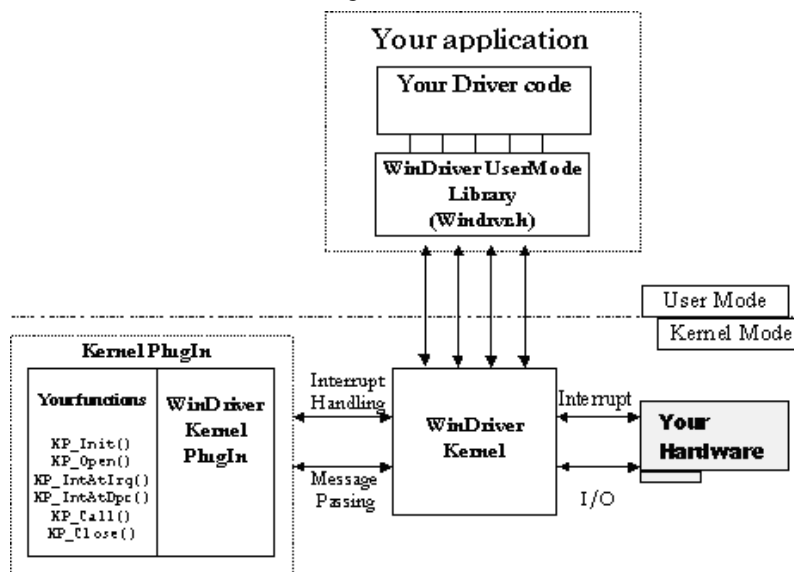 Your application
Your Driver code
WinDriver UserMode
Library
(Windrvr.h)
User Mode
Kernel Mode
Kernel PlugIn
Your functions
KP_Init()
KP_Open()
KP_IntAtIrq()
KP_IntAtDpc()
KP_Call()
KP_Close()
WinDriver
Kernel
PlugIn
Interrupt
Handling
Message
Passing
WinDriver
Kernel
Interrupt
I/O
Your
Hardware